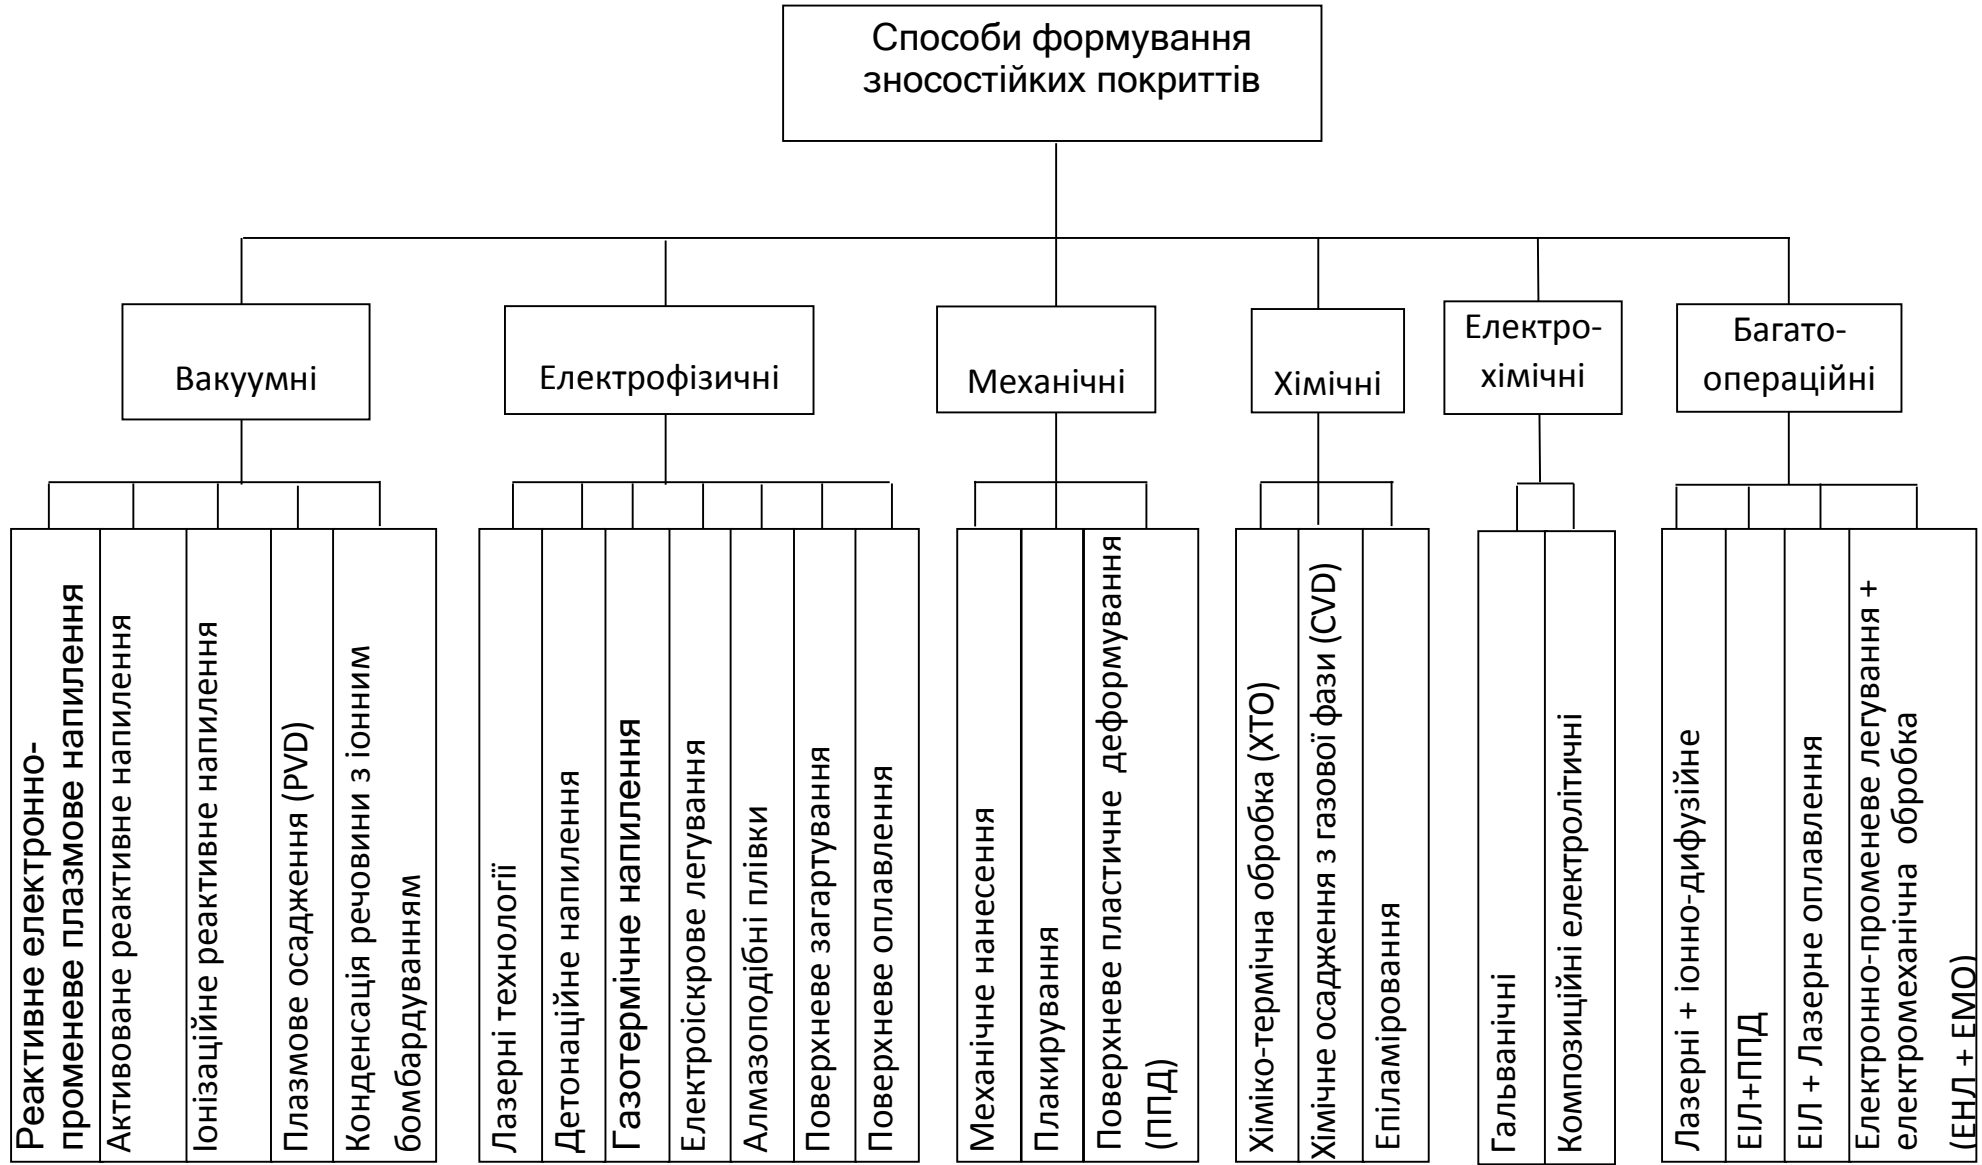 Способи формування
зносостійких покриттів
Вакуумні
Електрофізичні
Механічні
Хімічні
Електро-
хімічні
Багато-
операційні
Реактивне електронно-
променеве плазмове напилення
Активоване реактивне напилення
Іонізаційне реактивне напилення
Плазмове осадження (PVD)
Конденсація речовини з іонним
бомбардуванням
Лазерні технології
Детонаційне напилення
Газотермічне напилення
Електроіскрове легування
Алмазоподібні плівки
Поверхневе загартування
Поверхневе оплавлення
Механічне нанесення
Плакирування
Поверхневе пластичне деформування
(ППД)
Хіміко-термічна обробка (ХТО)
Хімічне осадження з газової фази (CVD)
Епіламірования
Гальванічні
Композиційні електролітичні
Лазерні + іонно-дифузійне
ЕІЛ+ППД
ЕІЛ + Лазерне оплавлення
Електронно-променеве легування +
електромеханічна обробка
(ЕНЛ + ЕМО)